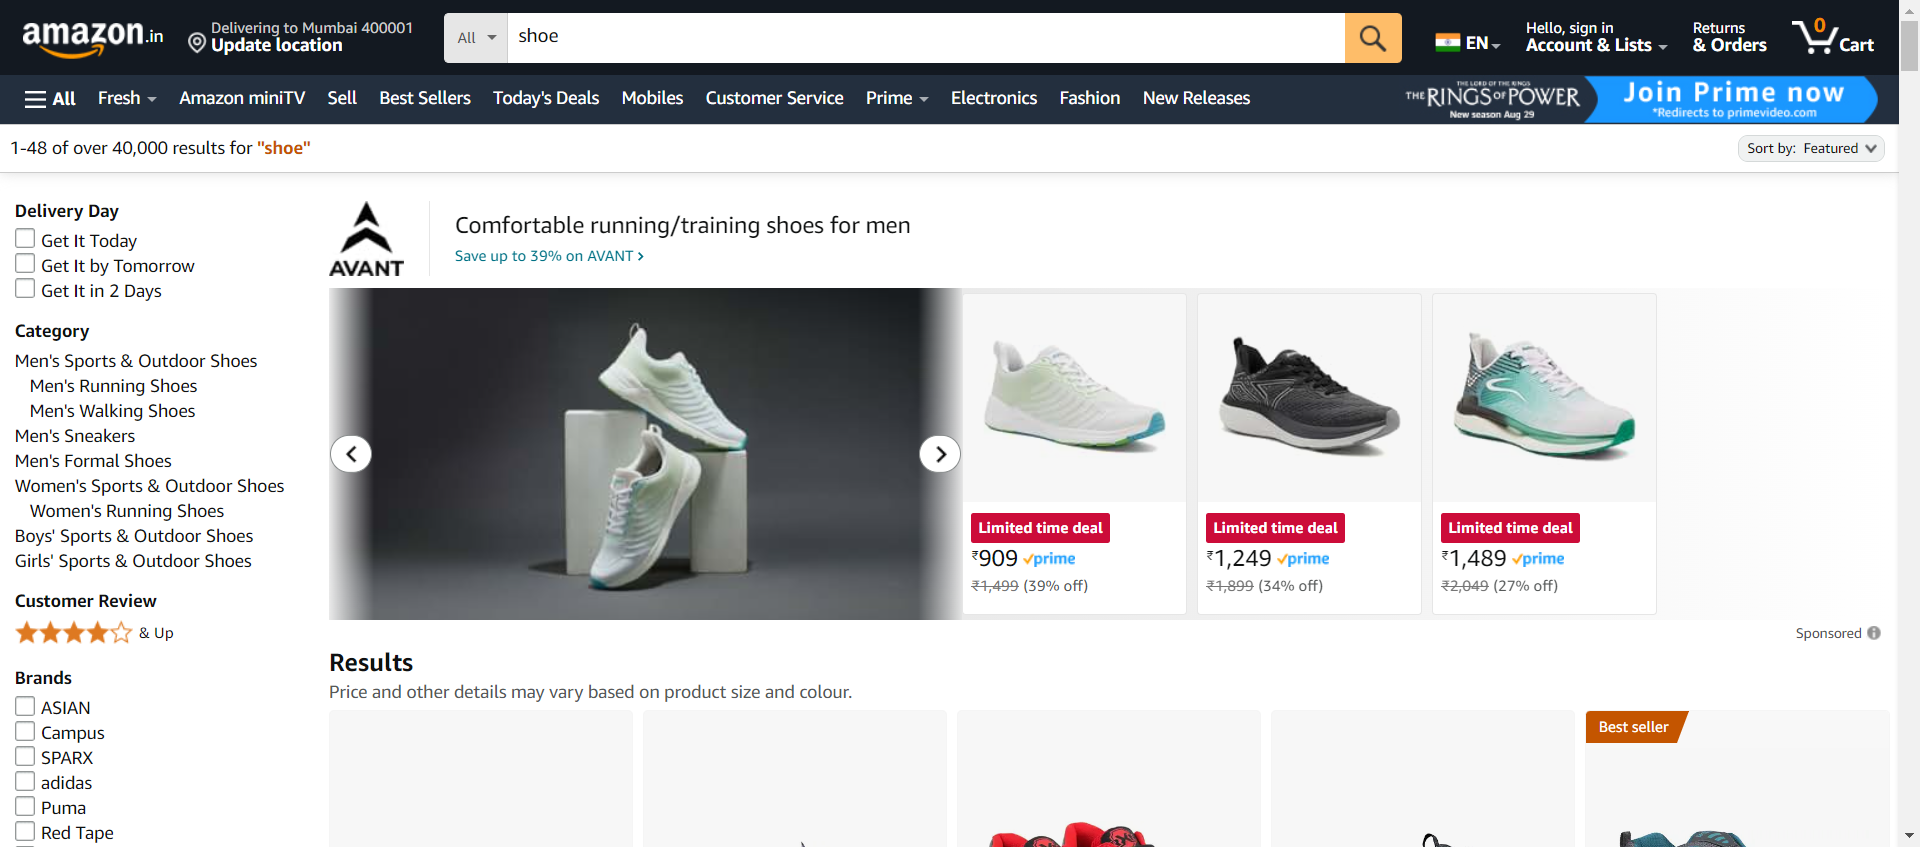 amazon.in
Delivering to Mumbai 400001
Update location
All
shoe
EN
Hello, sign in
Account & Lists
Returns
& Orders
0
Cart
All
Fresh
Amazon miniTV
Sell
Best Sellers
Today's Deals
Mobiles
Customer Service
Prime
Electronics
Fashion
New Releases
THE LORD OF THE RINGS
THE RINGS OF POWER
New season Aug 29
Join Prime now
*Redirects to primevideo.com
1-48 of over 40,000 results for "shoe"
Sort by: Featured
Delivery Day
Get It Today
Get It by Tomorrow
Get It in 2 Days
Category
Men's Sports & Outdoor Shoes
Men's Running Shoes
Men's Walking Shoes
Men's Sneakers
Men's Formal Shoes
Women's Sports & Outdoor Shoes
Women's Running Shoes
Boys' Sports & Outdoor Shoes
Girls' Sports & Outdoor Shoes
Customer Review
& Up
Brands
ASIAN
Campus
SPARX
adidas
Puma
Red Tape
AVANT
Comfortable running/training shoes for men
Save up to 39% on AVANT
Limited time deal
₹909 prime
₹1,499 (39% off)
Limited time deal
₹1,249 prime
₹1,899 (34% off)
Limited time deal
₹1,489 prime
₹2,049 (27% off)
Sponsored
Results
Price and other details may vary based on product size and colour.
Best seller